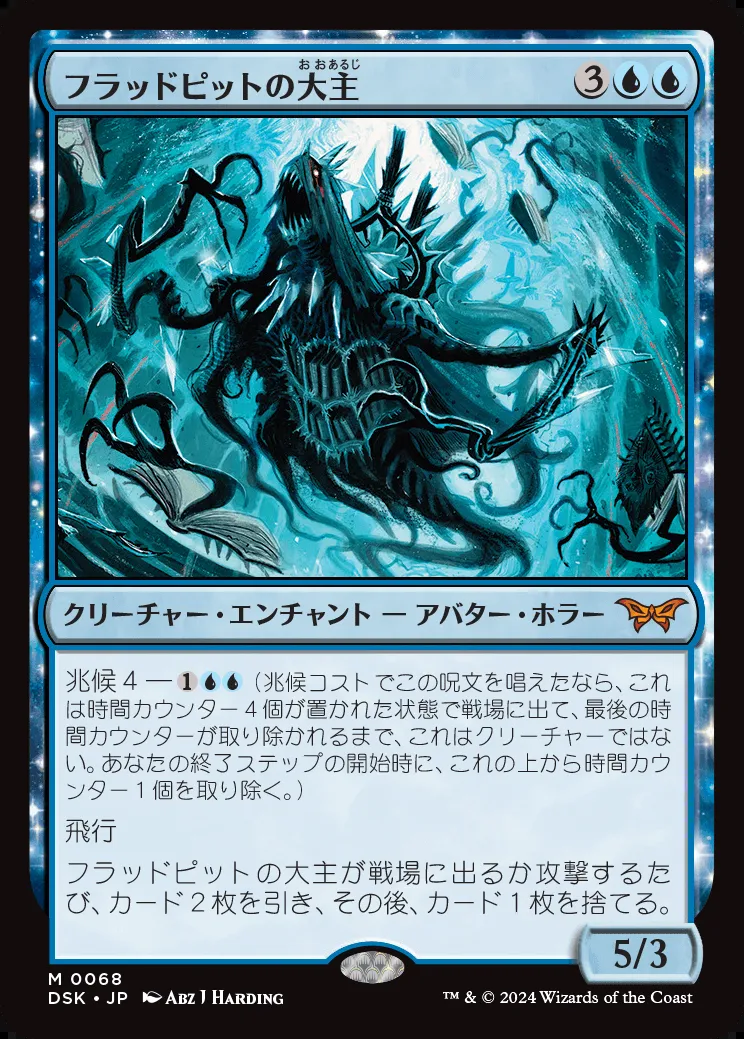 おおあるじ
フラッドピットの大主
3
クリーチャー・エンチャント — アバター・ホラー
兆候4 — 1 (兆候コストでこの呪文を唱えたなら、これ
は時間カウンター4個が置かれた状態で戦場に出て、最後の時
間カウンターが取り除かれるまで、これはクリーチャーではな
い。あなたの終了ステップの開始時に、これの上から時間カウ
ンター1個を取り除く。)
飛行
フラッドピットの大主が戦場に出るか攻撃するた
び、カード2枚を引き、その後、カード1枚を捨てる。
5/3
M 0068
DSK • JP Abz J Harding
™ & © 2024 Wizards of the Coast